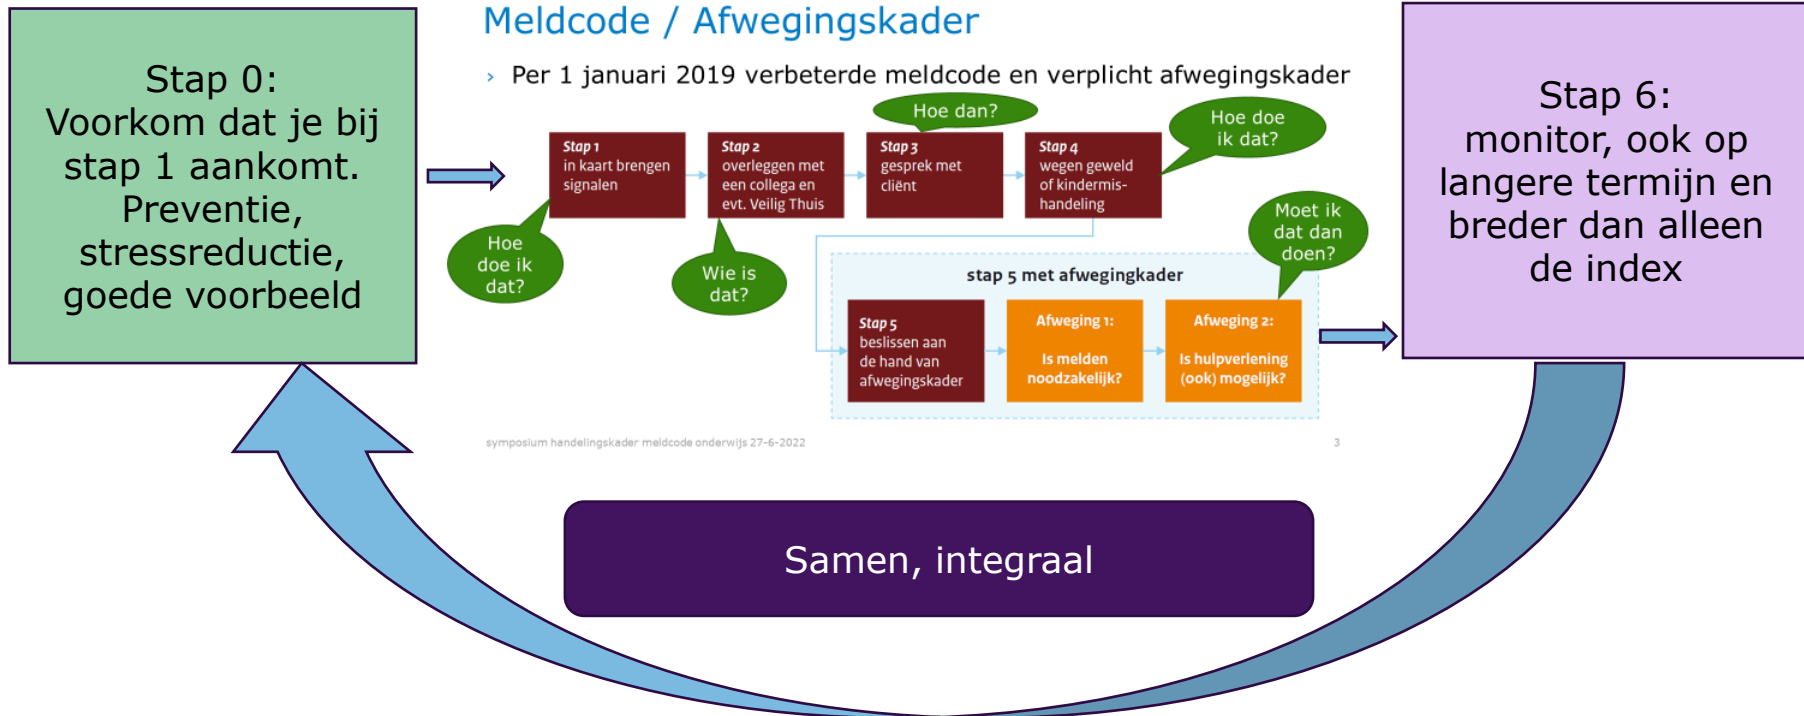 Meldcode / Afwegingskader
› Per 1 januari 2019 verbeterde meldcode en verplicht afwegingskader
Stap 0:
Voorkom dat je bij
stap 1 aankomt.
Preventie,
stressreductie,
goede voorbeeld
Stap 1
in kaart brengen
signalen
Hoe
doe ik
dat?
Stap 2
overleggen met
een collega en
evt. Veilig Thuis
Wie is
dat?
Hoe dan?
Stap 3
gesprek met
cliënt
Stap 4
wegen geweld
of kindermis-
handeling
Hoe doe
ik dat?
stap 5 met afwegingkader
Stap 5
beslissen aan
de hand van
afwegingskader
Afweging 1:
Is melden
noodzakelijk?
Afweging 2:
Is hulpverlening
(ook) mogelijk?
Moet ik
dat dan
doen?
Stap 6:
monitor, ook op
langere termijn en
breder dan alleen
de index
symposium handelingskader meldcode onderwijs 27-6-2022
3
Samen, integraal